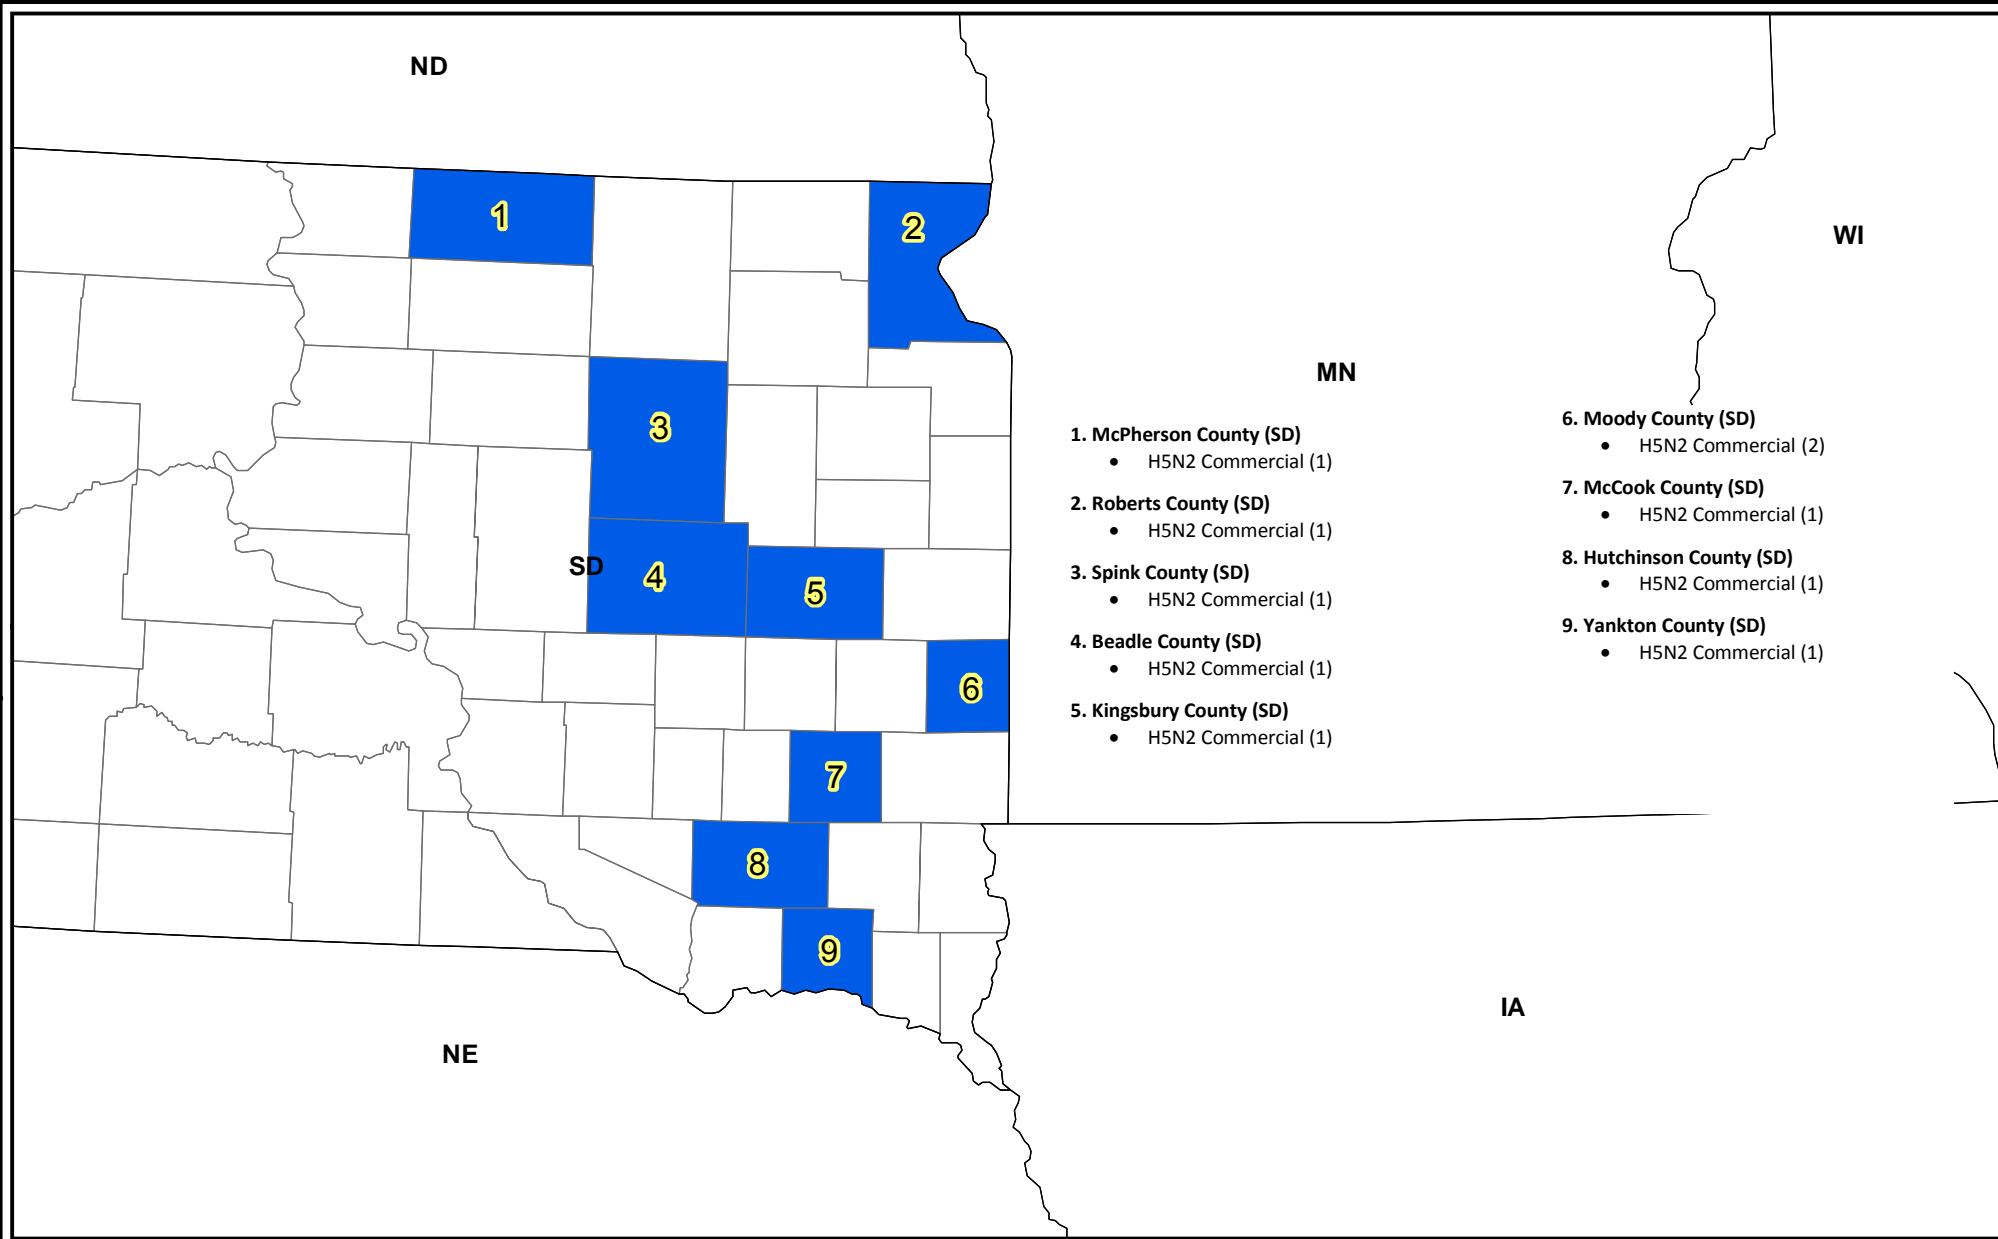 ND
WI
MN
SD
NE
IA
1
2
3
4
5
6
7
8
9
1. McPherson County (SD)
• H5N2 Commercial (1)
2. Roberts County (SD)
• H5N2 Commercial (1)
3. Spink County (SD)
• H5N2 Commercial (1)
4. Beadle County (SD)
• H5N2 Commercial (1)
5. Kingsbury County (SD)
• H5N2 Commercial (1)
6. Moody County (SD)
• H5N2 Commercial (2)
7. McCook County (SD)
• H5N2 Commercial (1)
8. Hutchinson County (SD)
• H5N2 Commercial (1)
9. Yankton County (SD)
• H5N2 Commercial (1)